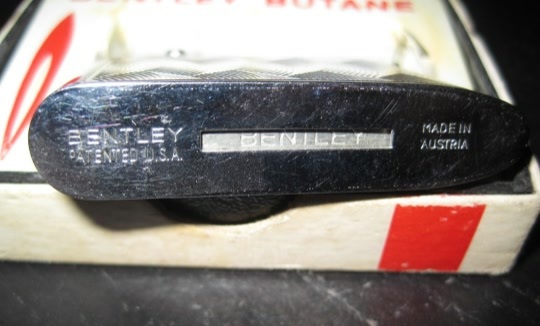 BENTLEY BUTANE
BENTLEY
PATENTED U.S.A.
BENTLEY
MADE IN
AUSTRIA